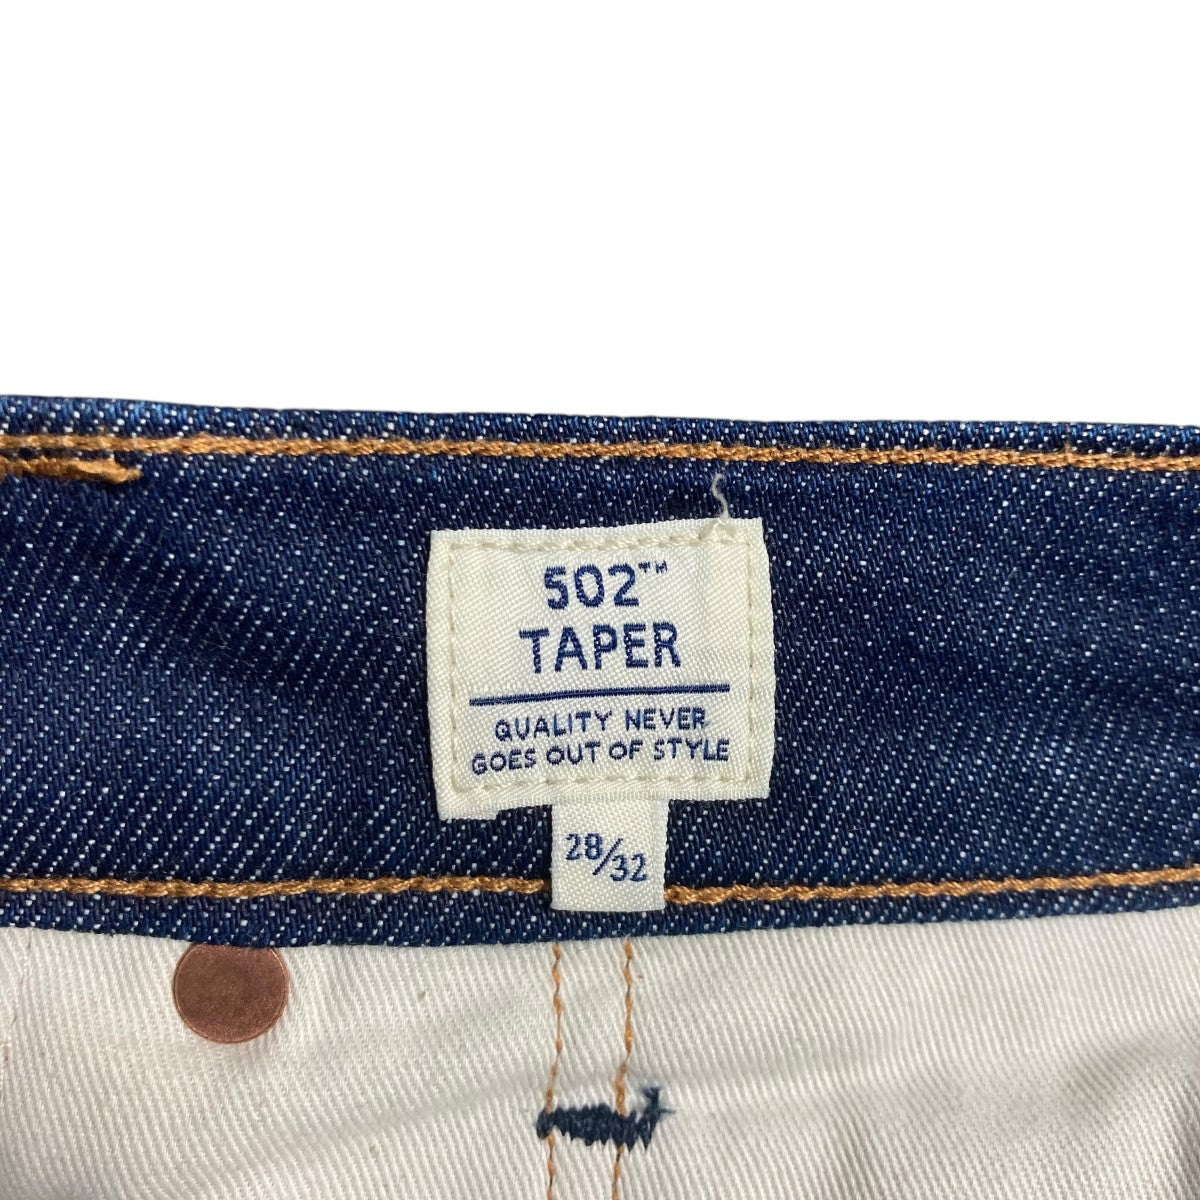 502™
TAPER
QUALITY NEVER
GOES OUT OF STYLE
28/32